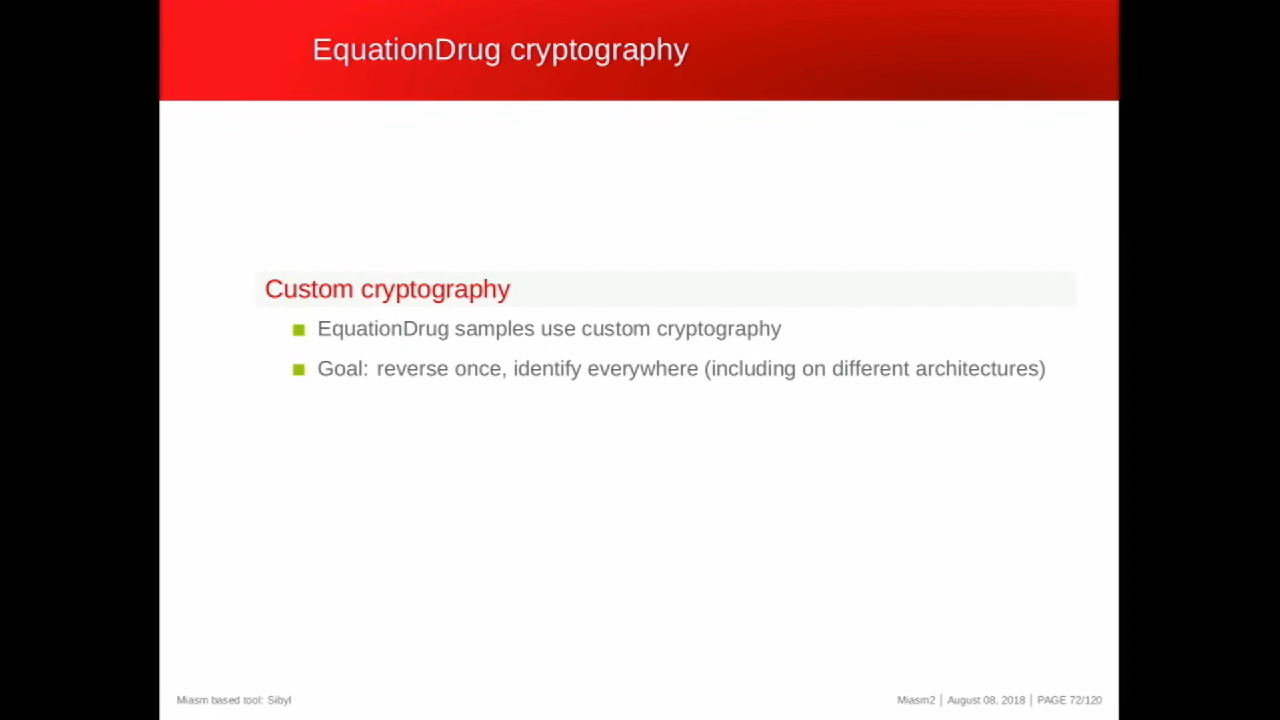 EquationDrug cryptography
Custom cryptography
EquationDrug samples use custom cryptography
Goal: reverse once, identify everywhere (including on different architectures)
Miasm based tool: Sibyl
Miasm2 | August 08, 2018 | PAGE 72/120